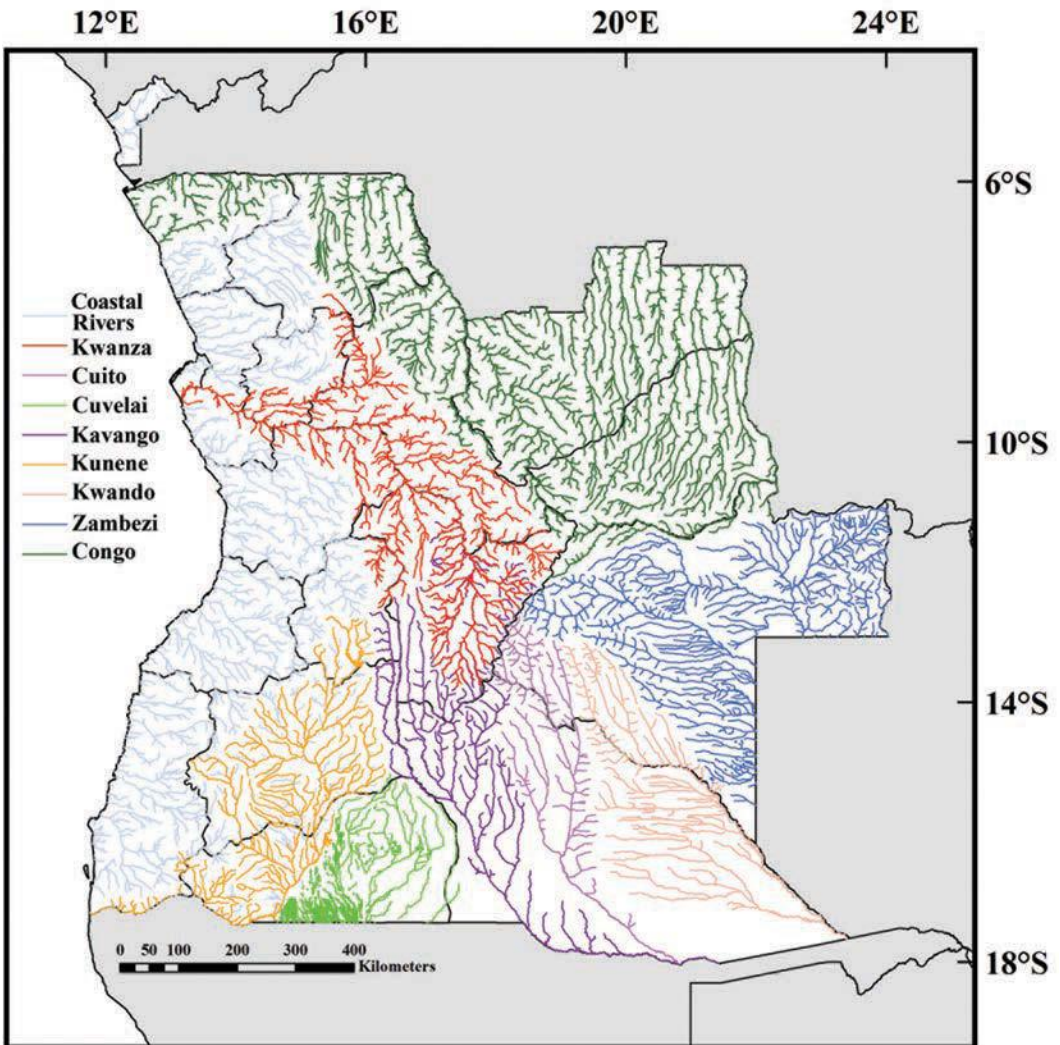 12°E 16°E 20°E 24°E
6°S
10°S
14°S
18°S
Coastal
Rivers
Kwanza
Cuito
Cuvelai
Kavango
Kunene
Kwando
Zambezi
Congo
0 50 100 200 300 400
Kilometers